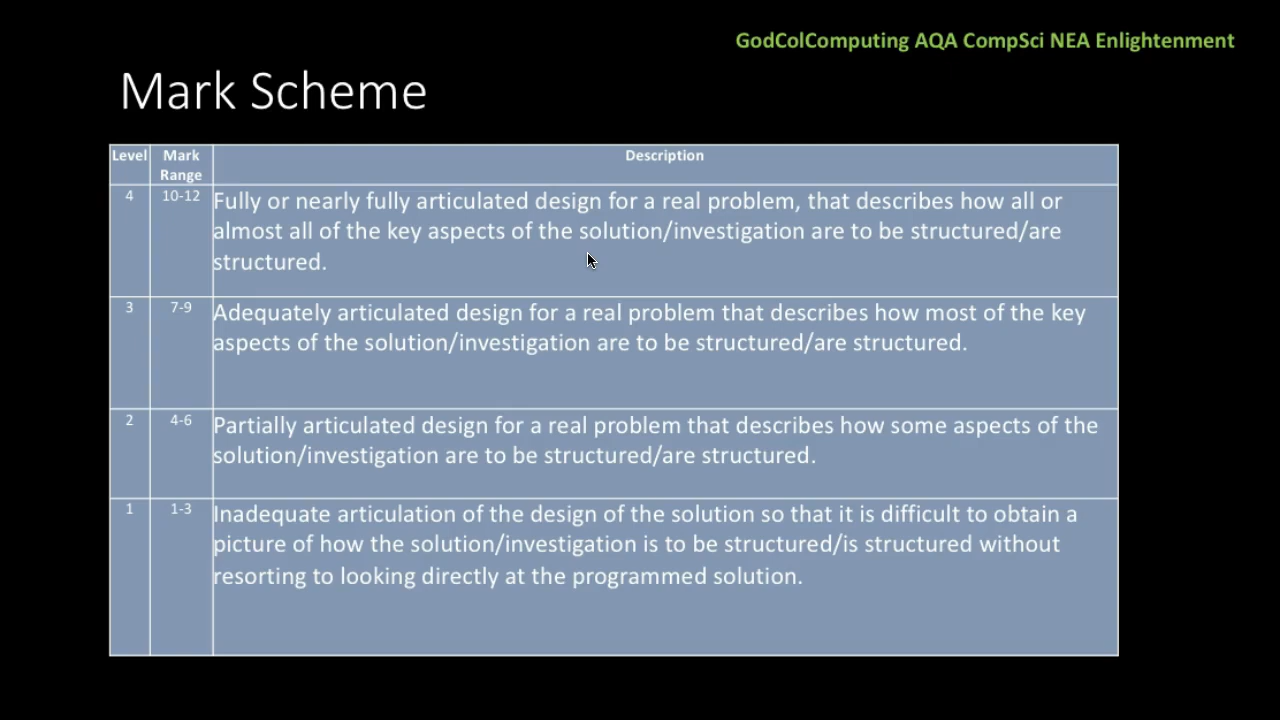 GodColComputing AQA CompSci NEA Enlightenment
Mark Scheme
Level Mark Range Description
4 10-12 Fully or nearly fully articulated design for a real problem, that describes how all or
almost all of the key aspects of the solution/investigation are to be structured/are
structured.
3 7-9 Adequately articulated design for a real problem that describes how most of the key
aspects of the solution/investigation are to be structured/are structured.
2 4-6 Partially articulated design for a real problem that describes how some aspects of the
solution/investigation are to be structured/are structured.
1 1-3 Inadequate articulation of the design of the solution so that it is difficult to obtain a
picture of how the solution/investigation is to be structured/is structured without
resorting to looking directly at the programmed solution.